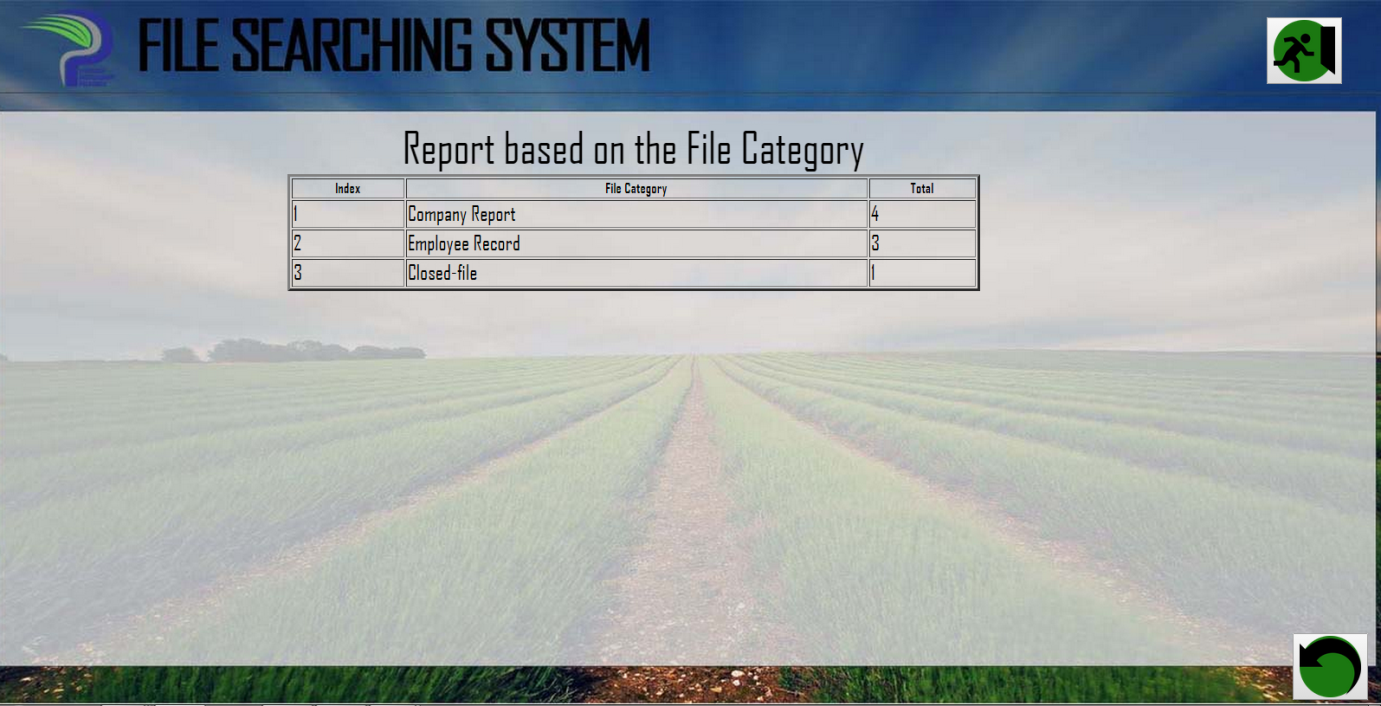 FILE SEARCHING SYSTEM
Report based on the File Category
Index File Category Total
1 Company Report 4
2 Employee Record 3
3 Closed-file 1